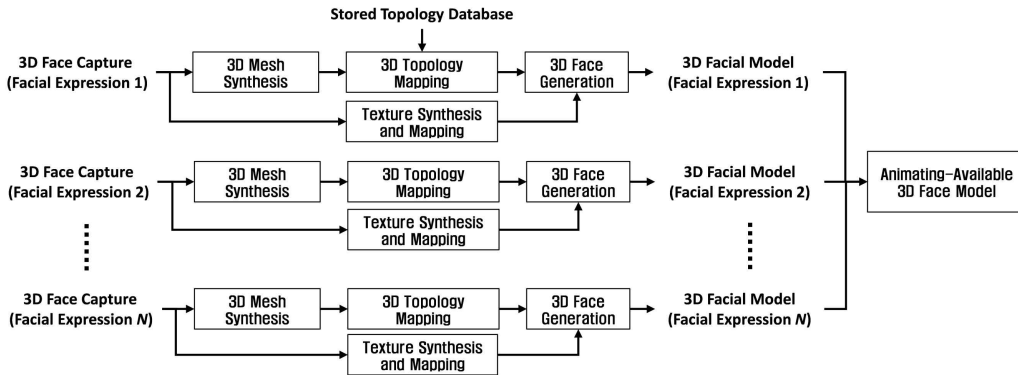 Stored Topology Database
3D Face Capture
(Facial Expression 1)
3D Mesh
Synthesis
3D Topology
Mapping
3D Face
Generation
3D Facial Model
(Facial Expression 1)
Texture Synthesis
and Mapping
3D Face Capture
(Facial Expression 2)
3D Mesh
Synthesis
3D Topology
Mapping
3D Face
Generation
3D Facial Model
(Facial Expression 2)
Animating-Available
3D Face Model
Texture Synthesis
and Mapping
3D Face Capture
(Facial Expression N)
3D Mesh
Synthesis
3D Topology
Mapping
3D Face
Generation
3D Facial Model
(Facial Expression N)
Texture Synthesis
and Mapping